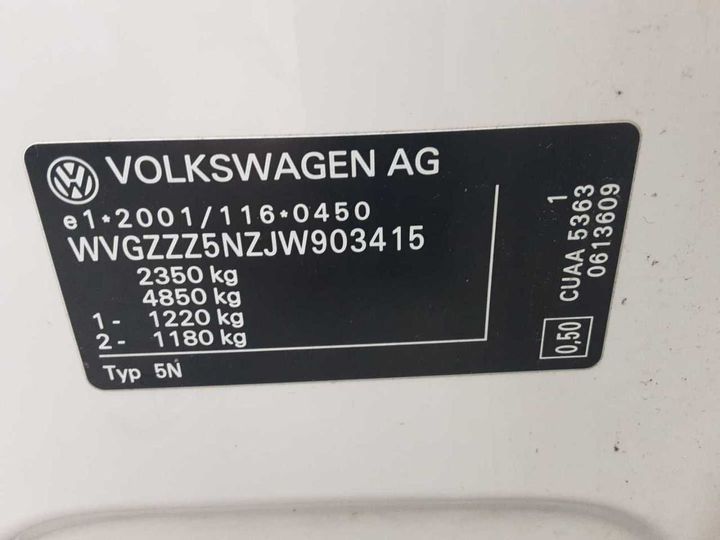 VOLKSWAGEN AG
e1*2001/116*0450
WVGZZZ5NZJW903415
2350 kg
4850 kg
1- 1220 kg
2- 1180 kg
Typ 5N
1
CUAA 5363
0613609
0,50